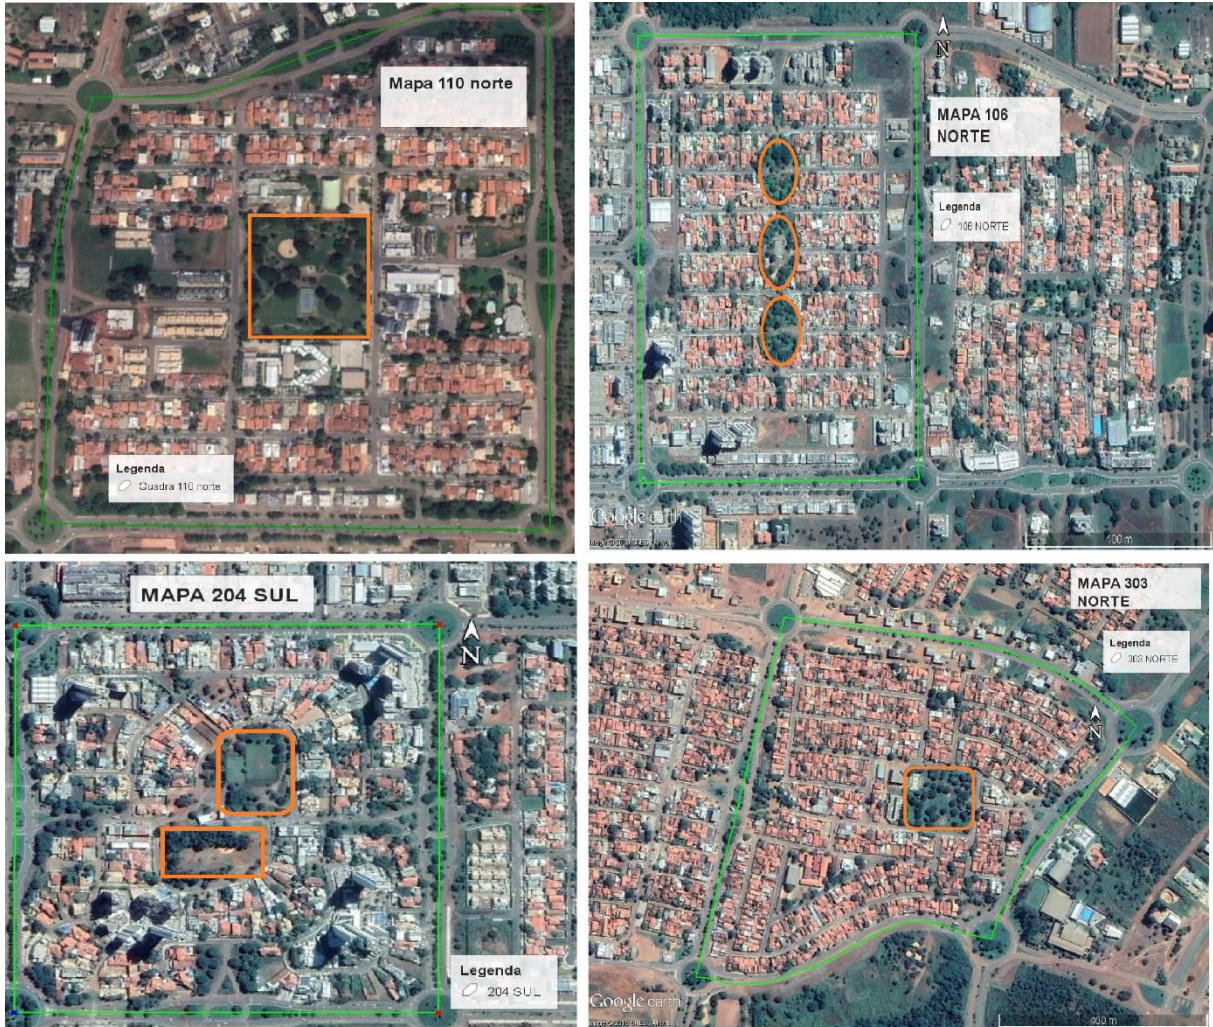 Mapa 110 norte
Legenda
Quadra 110 norte
N
MAPA 106
NORTE
Legenda
106 NORTE
Google earth
400 m
MAPA 204 SUL
N
Legenda
204 SUL
MAPA 303
NORTE
Legenda
303 NORTE
N
Google earth
400 m